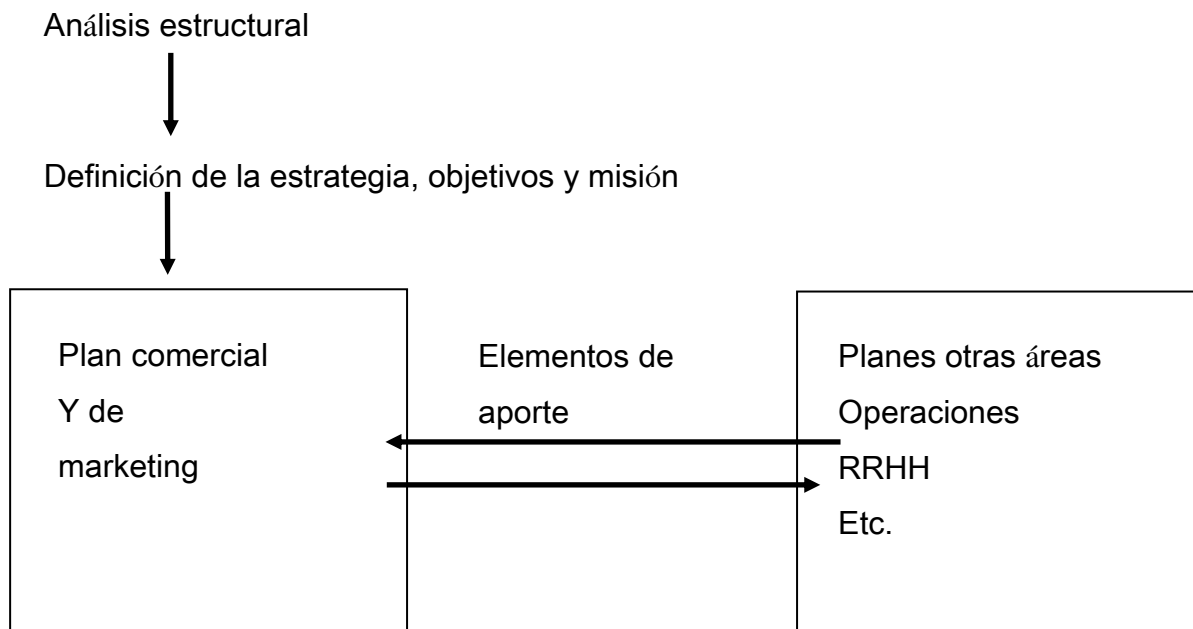 Análisis estructural
Definición de la estrategia, objetivos y misión
Plan comercial
Y de
marketing
Elementos de
aporte
Planes otras áreas
Operaciones
RRHH
Etc.